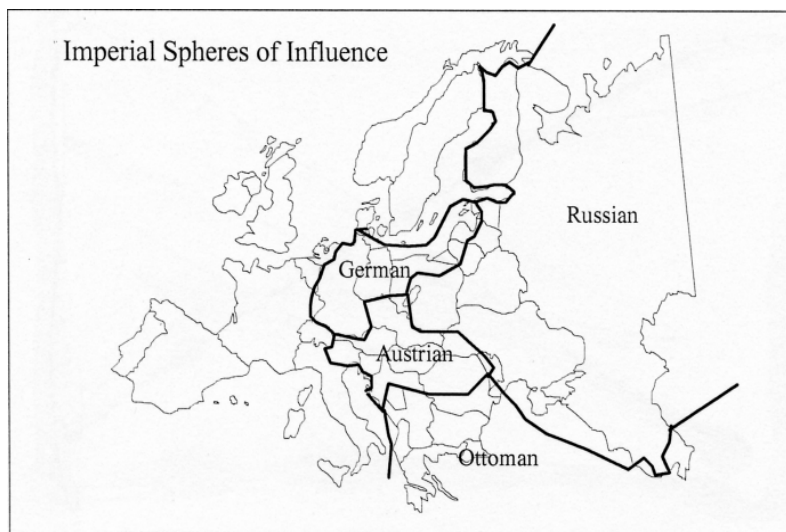 Imperial Spheres of Influence
Russian
German
Austrian
Ottoman